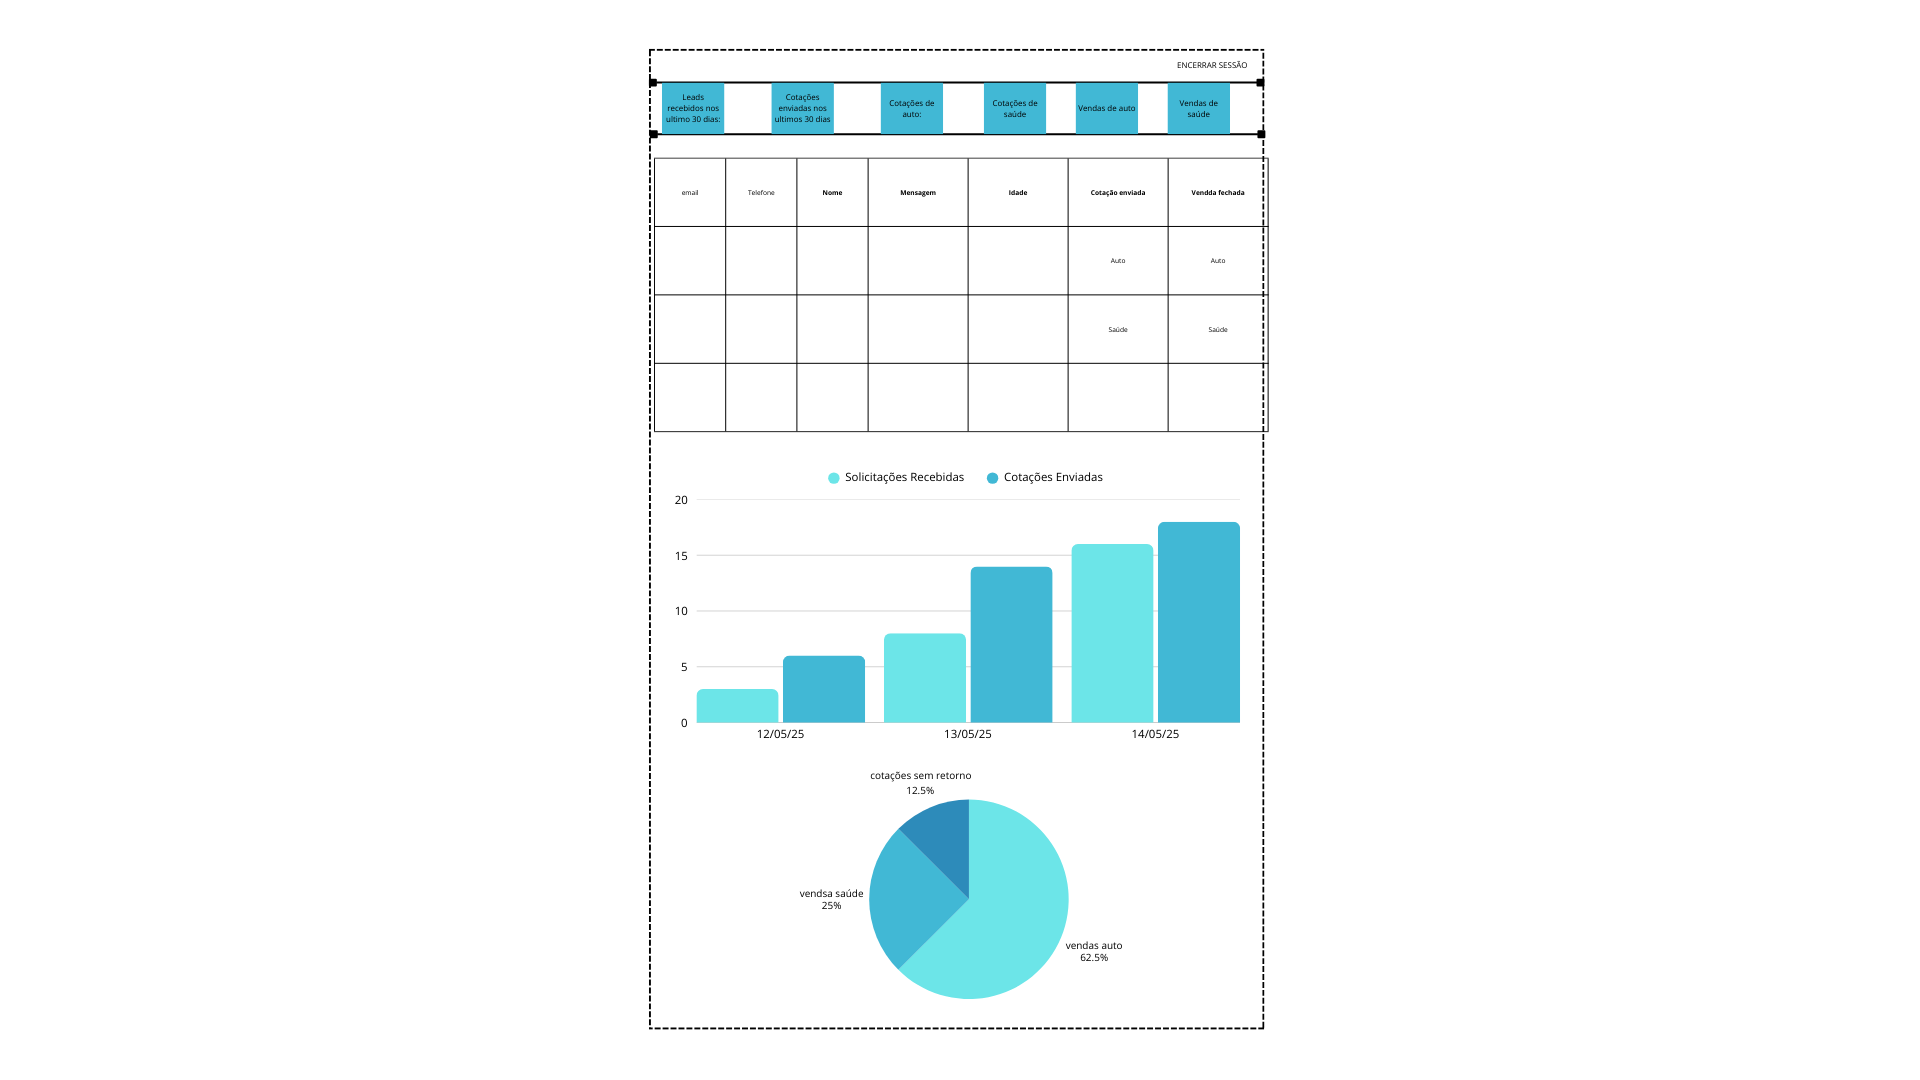 ENCERRAR SESSÃO
Leads
recebidos nos
ultimo 30 dias:
Cotações
enviadas nos
ultimos 30 dias
Cotações de
auto:
Cotações de
saúde
Vendas de auto
Vendas de
saúde
email
Telefone
Nome
Mensagem
Idade
Cotação enviada
Vendda fechada
Auto
Auto
Saúde
Saúde
Solicitações Recebidas
Cotações Enviadas
20
15
10
5
0
12/05/25
13/05/25
14/05/25
cotações sem retorno
12.5%
vendsa saúde
25%
vendas auto
62.5%